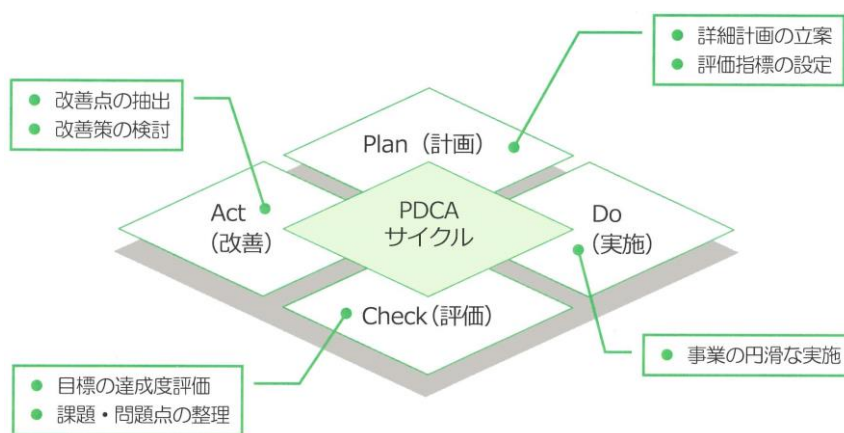 詳細計画の立案
評価指標の設定
改善点の抽出
改善策の検討
Plan（計画）
Act
（改善）
PDCA
サイクル
Do
（実施）
Check（評価）
事業の円滑な実施
目標の達成度評価
課題・問題点の整理